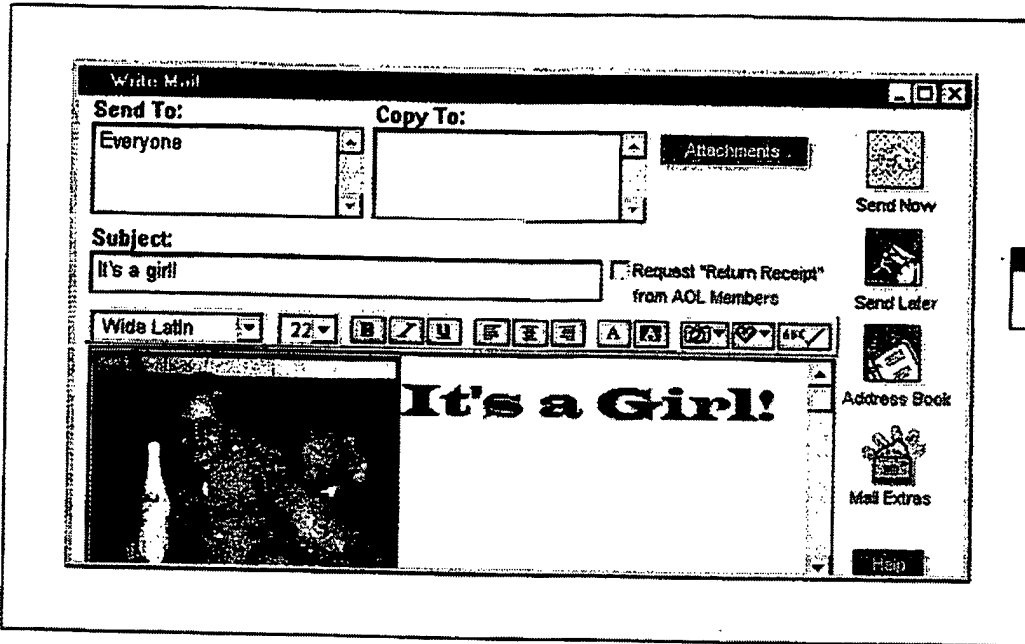 Write Mail
Send To:
Copy To:
Everyone
Attachments
Send Now
Subject:
It's a girl!
Request "Return Receipt"
from AOL Members
Send Later
Wide Latin
22
B I U
A A
ABC
It's a Girl!
Address Book
Mail Extras
Help